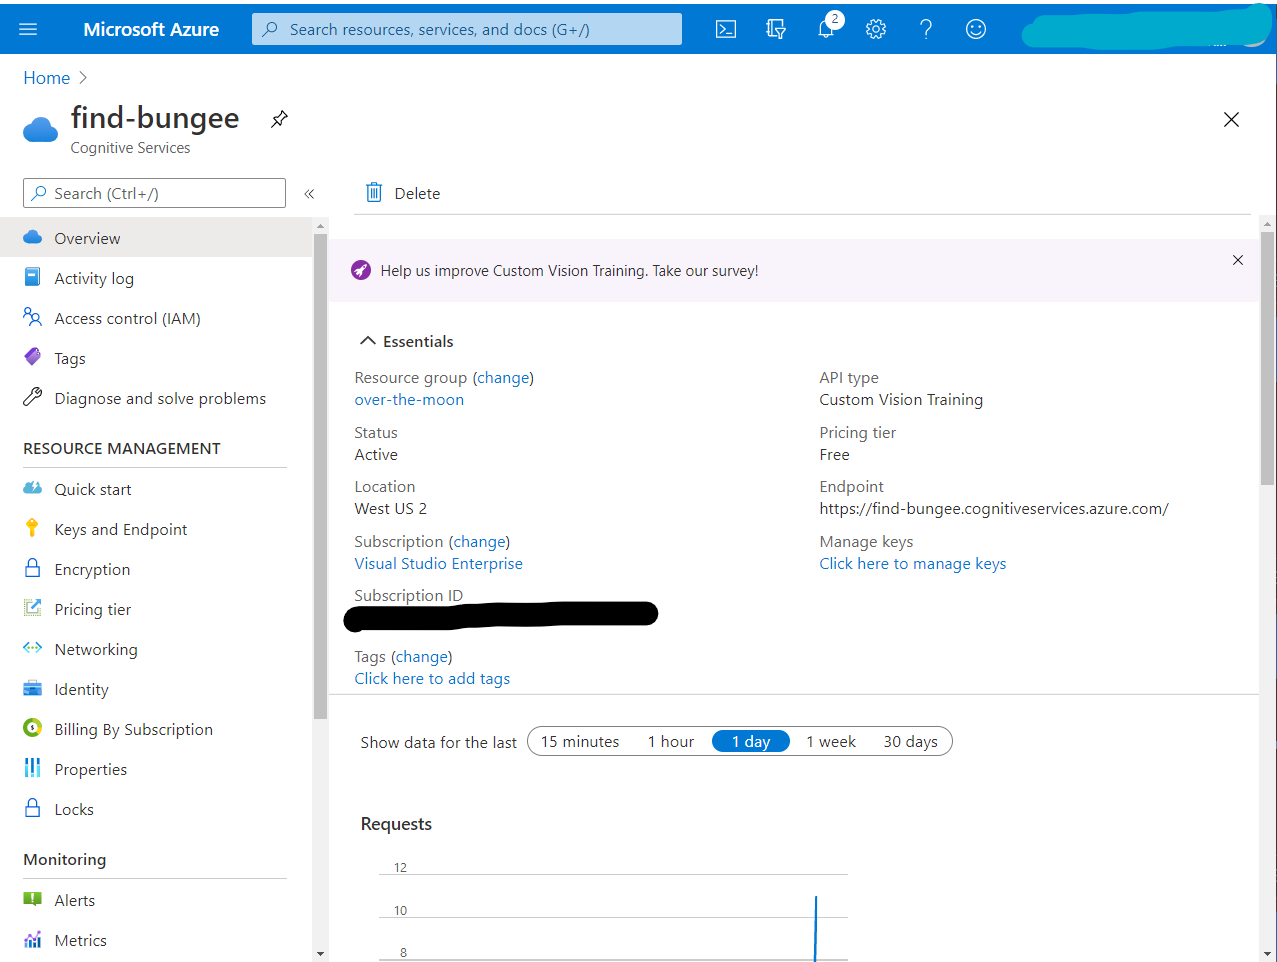 Microsoft Azure
Search resources, services, and docs (G+/)
2
Home
find-bungee
Cognitive Services
Search (Ctrl+/)
«
Delete
Overview
Activity log
Access control (IAM)
Tags
Diagnose and solve problems
RESOURCE MANAGEMENT
Quick start
Keys and Endpoint
Encryption
Pricing tier
Networking
Identity
Billing By Subscription
Properties
Locks
Monitoring
Alerts
Metrics
Help us improve Custom Vision Training. Take our survey!
Essentials
Resource group (change)
over-the-moon
Status
Active
Location
West US 2
Subscription (change)
Visual Studio Enterprise
Subscription ID
Tags (change)
Click here to add tags
API type
Custom Vision Training
Pricing tier
Free
Endpoint
https://find-bungee.cognitiveservices.azure.com/
Manage keys
Click here to manage keys
Show data for the last 15 minutes 1 hour 1 day 1 week 30 days
Requests
12
10
8